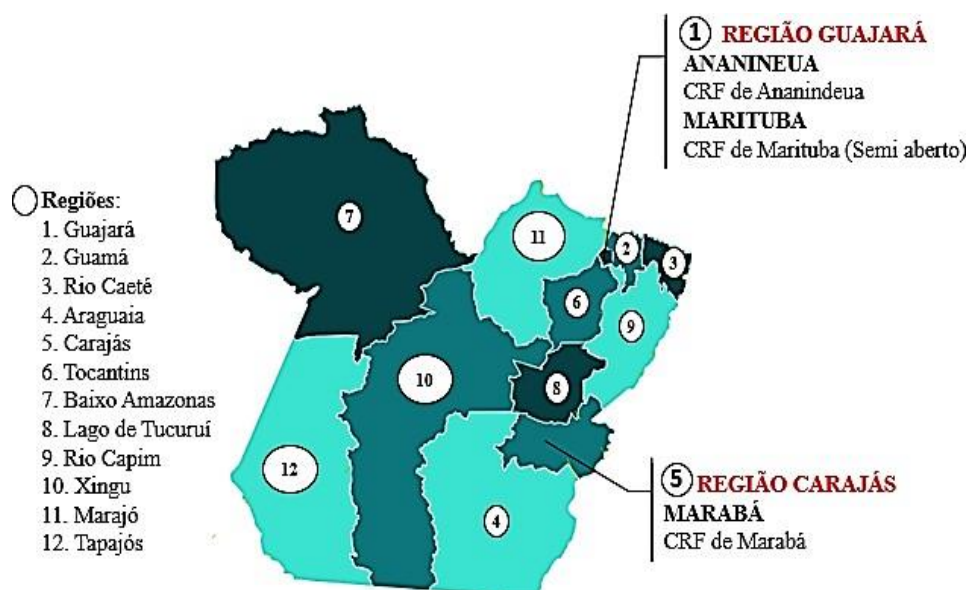 1 REGIÃO GUAJARÁ
ANANINEUA
CRF de Ananindeua
MARITUBA
CRF de Marituba (Semi aberto)
Regiões:
1. Guajará
2. Guamá
3. Rio Caetê
4. Araguaia
5. Carajás
6. Tocantins
7. Baixo Amazonas
8. Lago de Tucuruí
9. Rio Capim
10. Xingu
11. Marajó
12. Tapajós
7
11
2
3
6
9
10
8
12
4
5 REGIÃO CARAJÁS
MARABÁ
CRF de Marabá